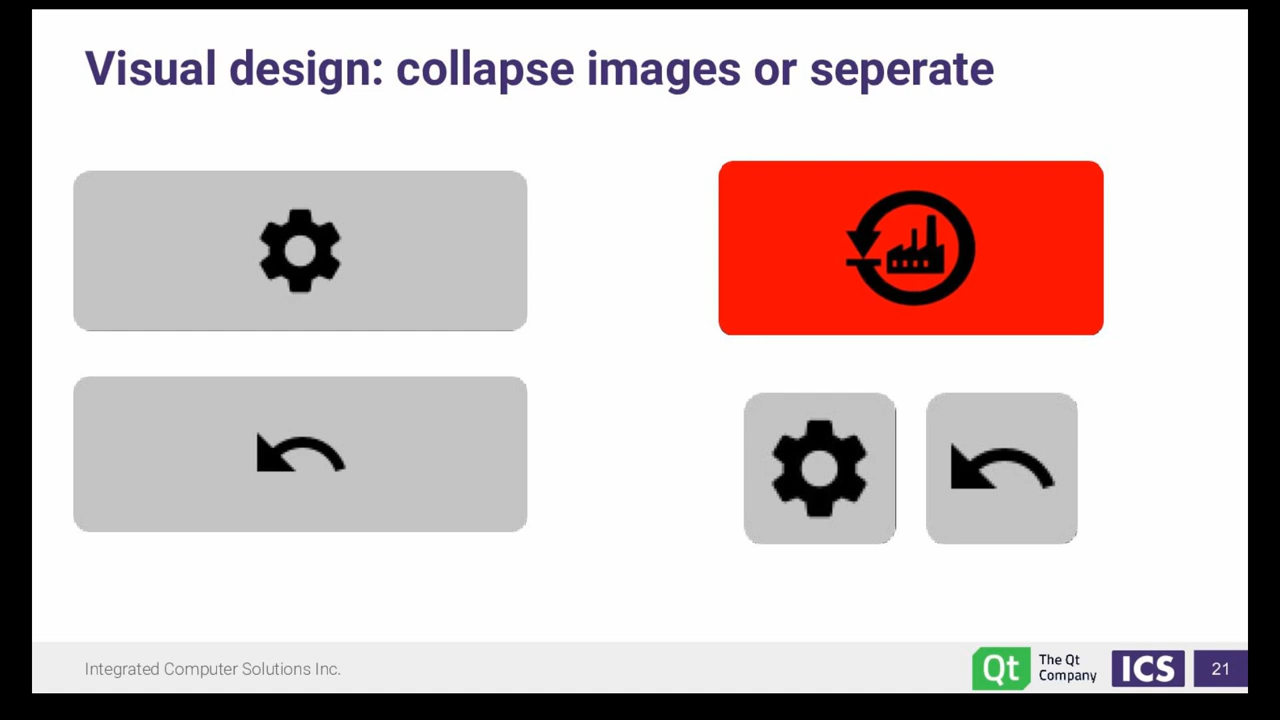 Visual design: collapse images or seperate
Integrated Computer Solutions Inc.
Qt
The Qt
Company
ICS
21